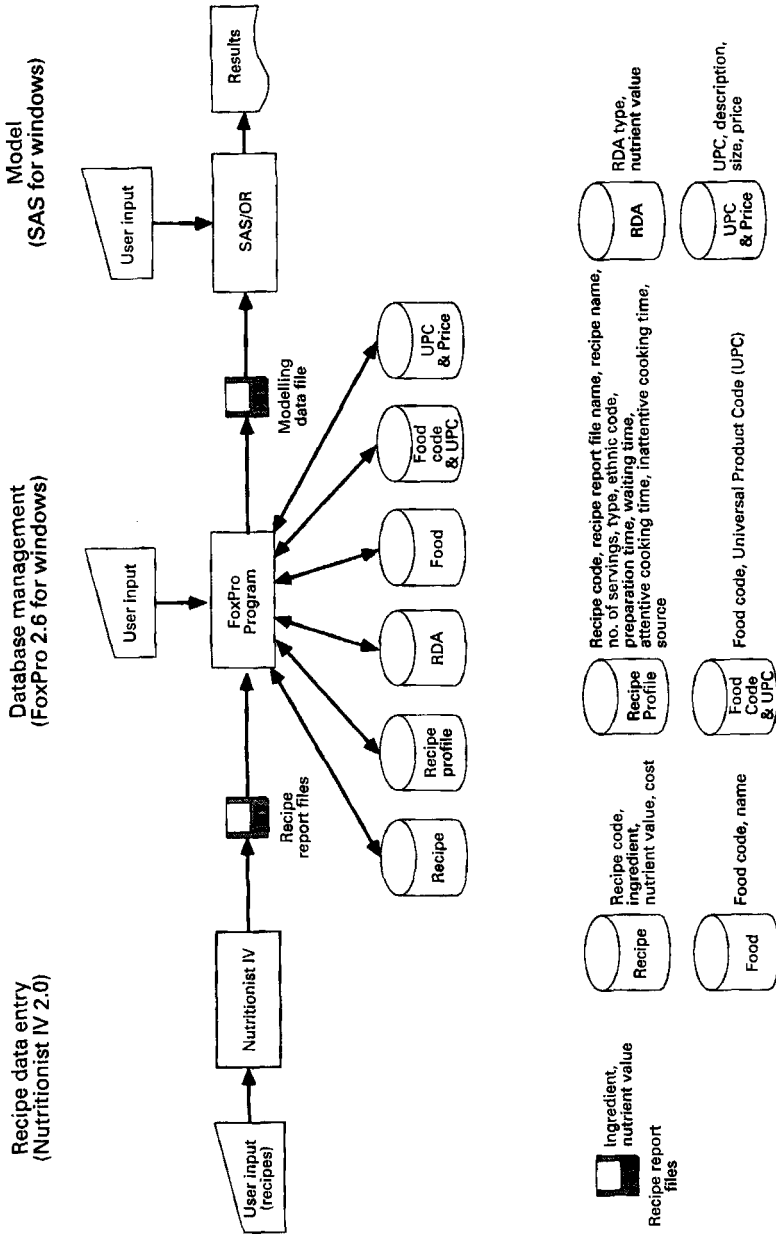 Recipe data entry
(Nutritionist IV 2.0)
Database management
(FoxPro 2.6 for windows)
Model
(SAS for windows)
User input
(recipes)
Nutritionist IV
Recipe
report files
User input
FoxPro
Program
Modelling
data file
User input
SAS/OR
Results
Recipe
Recipe
profile
RDA
Food
Food
code
& UPC
UPC
& Price
Recipe report
files
Ingredient,
nutrient value
Recipe
Recipe code,
ingredient,
nutrient value, cost
Recipe
Profile
Recipe code, recipe report file name, recipe name,
no. of servings, type, ethnic code,
preparation time, waiting time,
attentive cooking time, inattentive cooking time,
source
RDA
RDA type,
nutrient value
Food
Food code, name
Food
Code
& UPC
Food code, Universal Product Code (UPC)
UPC
& Price
UPC, description,
size, price